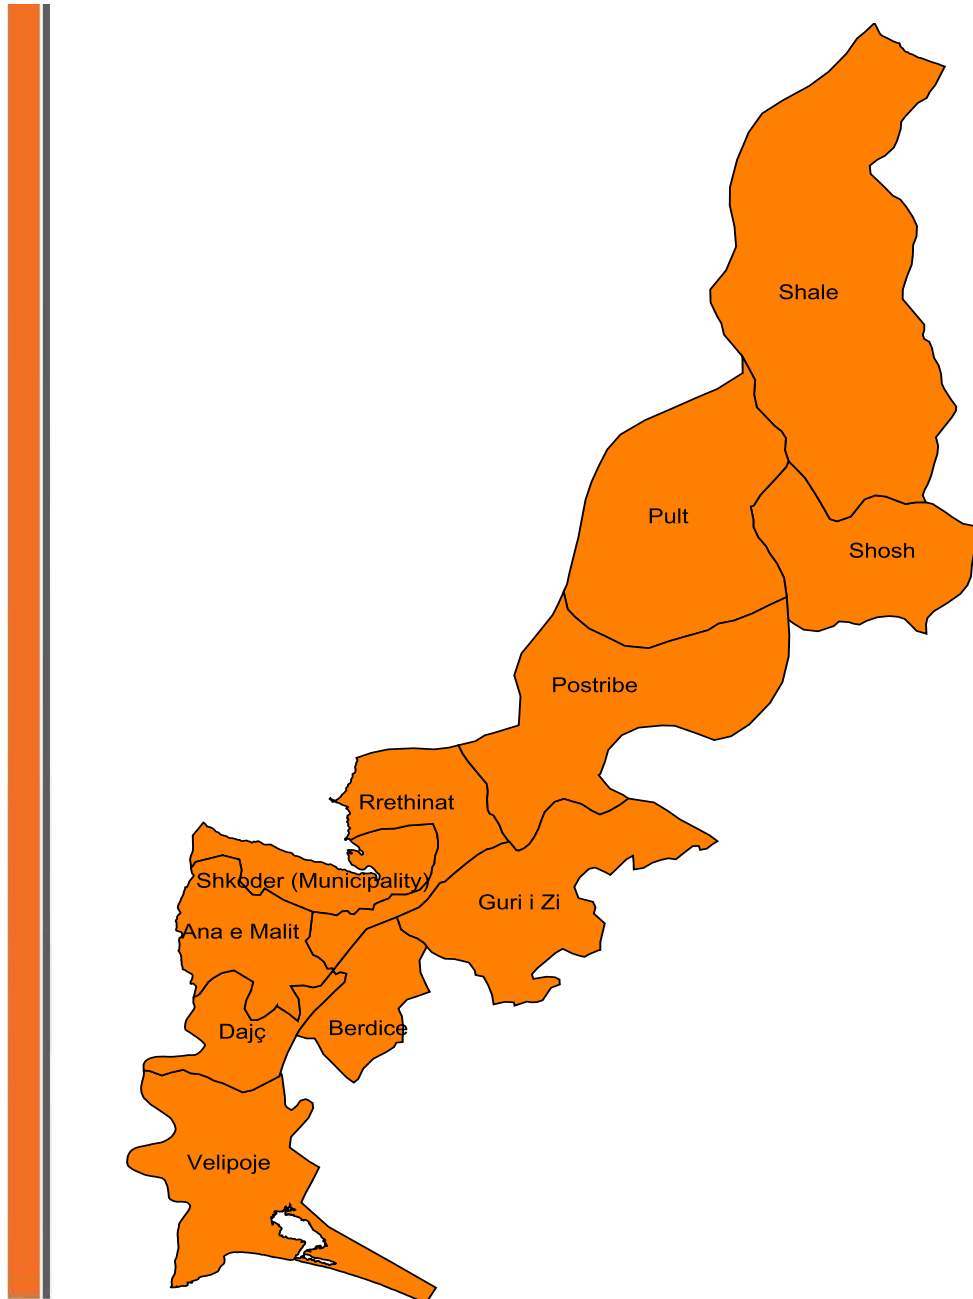 Shale
Pult
Shosh
Postribe
Rrethinat
Shkoder (Municipality)
Guri i Zi
Ana e Malit
Berdice
Dajç
Velipoje